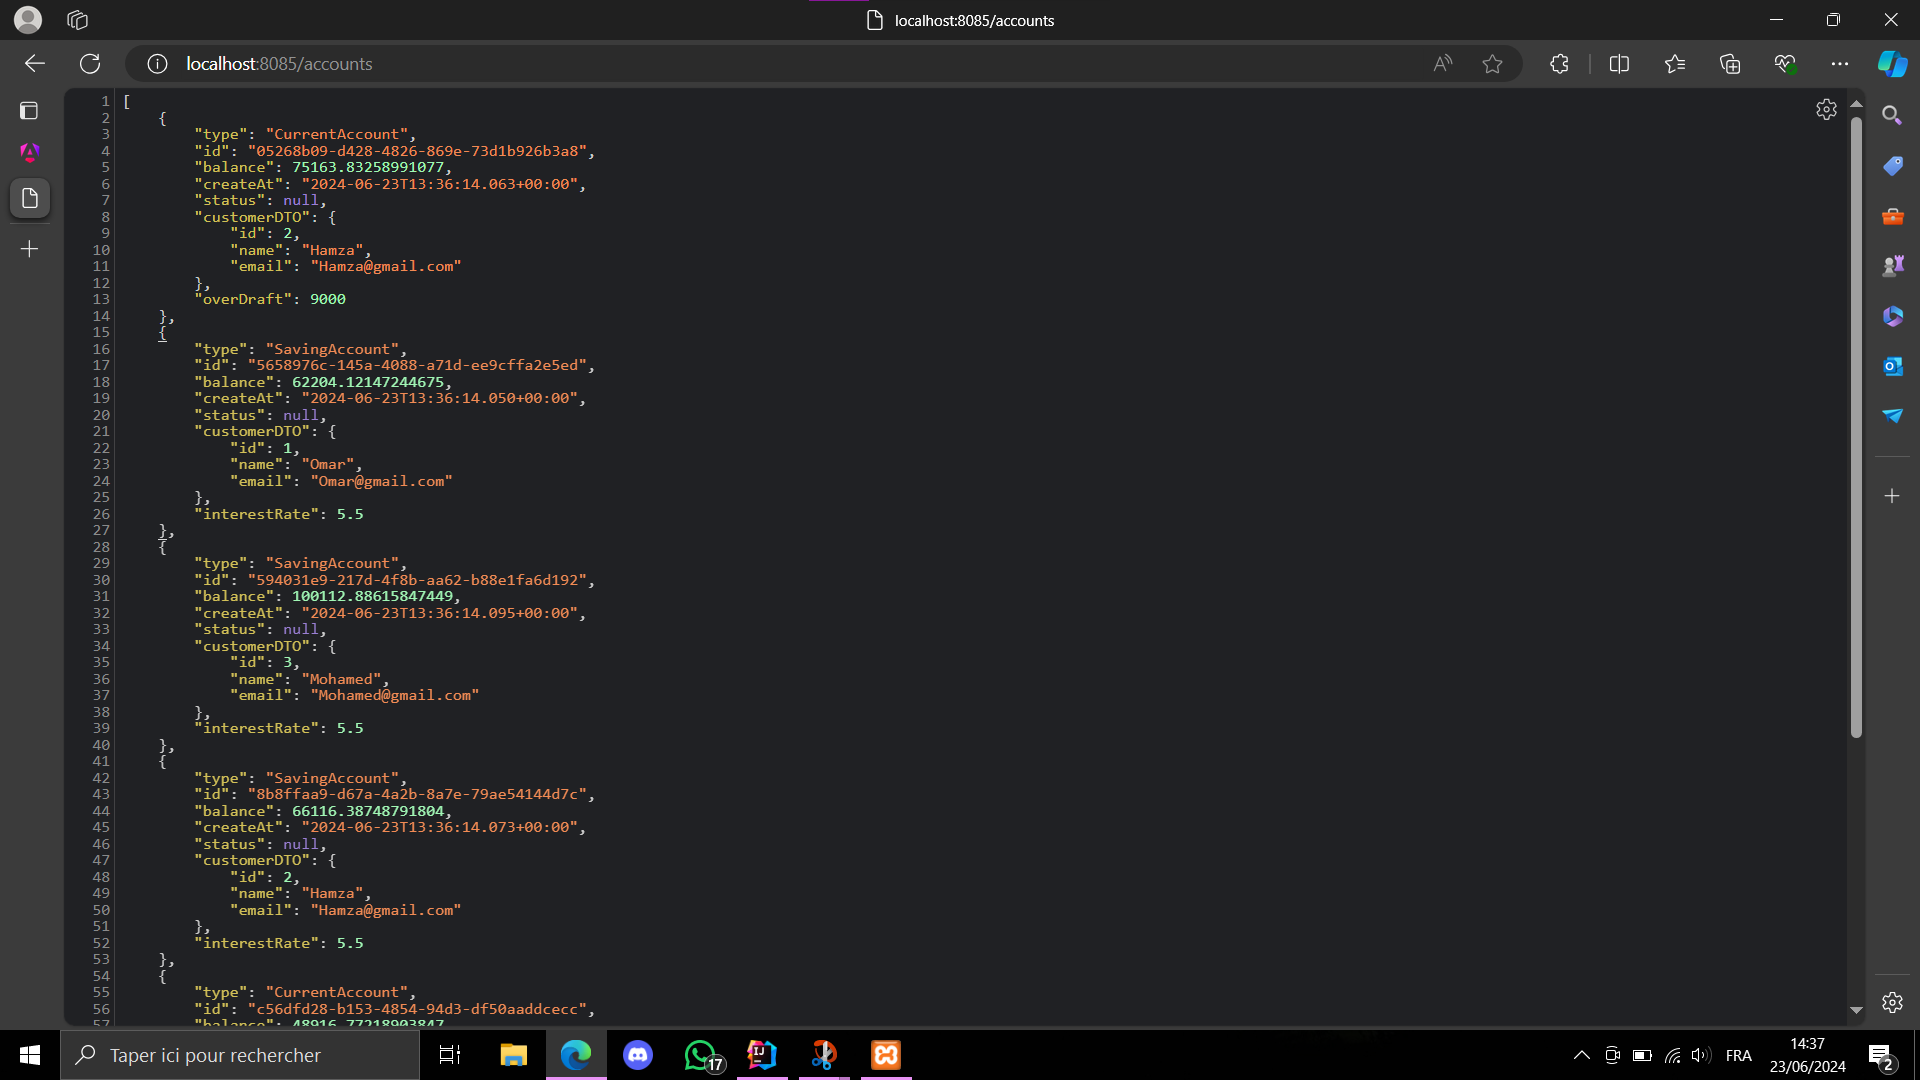 localhost:8085/accounts
localhost:8085/accounts
1 [
2 {
3 "type": "CurrentAccount",
4 "id": "05268b09-d428-4826-869e-73d1b926b3a8",
5 "balance": 75163.83258991077,
6 "createAt": "2024-06-23T13:36:14.063+00:00",
7 "status": null,
8 "customerDTO": {
9 "id": 2,
10 "name": "Hamza",
11 "email": "Hamza@gmail.com"
12 },
13 "overDraft": 9000
14 },
15 {
16 "type": "SavingAccount",
17 "id": "5658976c-145a-4088-a71d-ee9cffa2e5ed",
18 "balance": 62204.12147244675,
19 "createAt": "2024-06-23T13:36:14.050+00:00",
20 "status": null,
21 "customerDTO": {
22 "id": 1,
23 "name": "Omar",
24 "email": "Omar@gmail.com"
25 },
26 "interestRate": 5.5
27 },
28 {
29 "type": "SavingAccount",
30 "id": "594031e9-217d-4f8b-aa62-b88e1fa6d192",
31 "balance": 100112.88615847449,
32 "createAt": "2024-06-23T13:36:14.095+00:00",
33 "status": null,
34 "customerDTO": {
35 "id": 3,
36 "name": "Mohamed",
37 "email": "Mohamed@gmail.com"
38 },
39 "interestRate": 5.5
40 },
41 {
42 "type": "SavingAccount",
43 "id": "8b8ffaa9-d67a-4a2b-8a7e-79ae54144d7c",
44 "balance": 66116.38748791804,
45 "createAt": "2024-06-23T13:36:14.073+00:00",
46 "status": null,
47 "customerDTO": {
48 "id": 2,
49 "name": "Hamza",
50 "email": "Hamza@gmail.com"
51 },
52 "interestRate": 5.5
53 },
54 {
55 "type": "CurrentAccount",
56 "id": "c56dfd28-b153-4854-94d3-df50aaddcecc",
57 "balance": 48916.77218903847,
Taper ici pour rechercher
17
FRA
14:37
23/06/2024
2